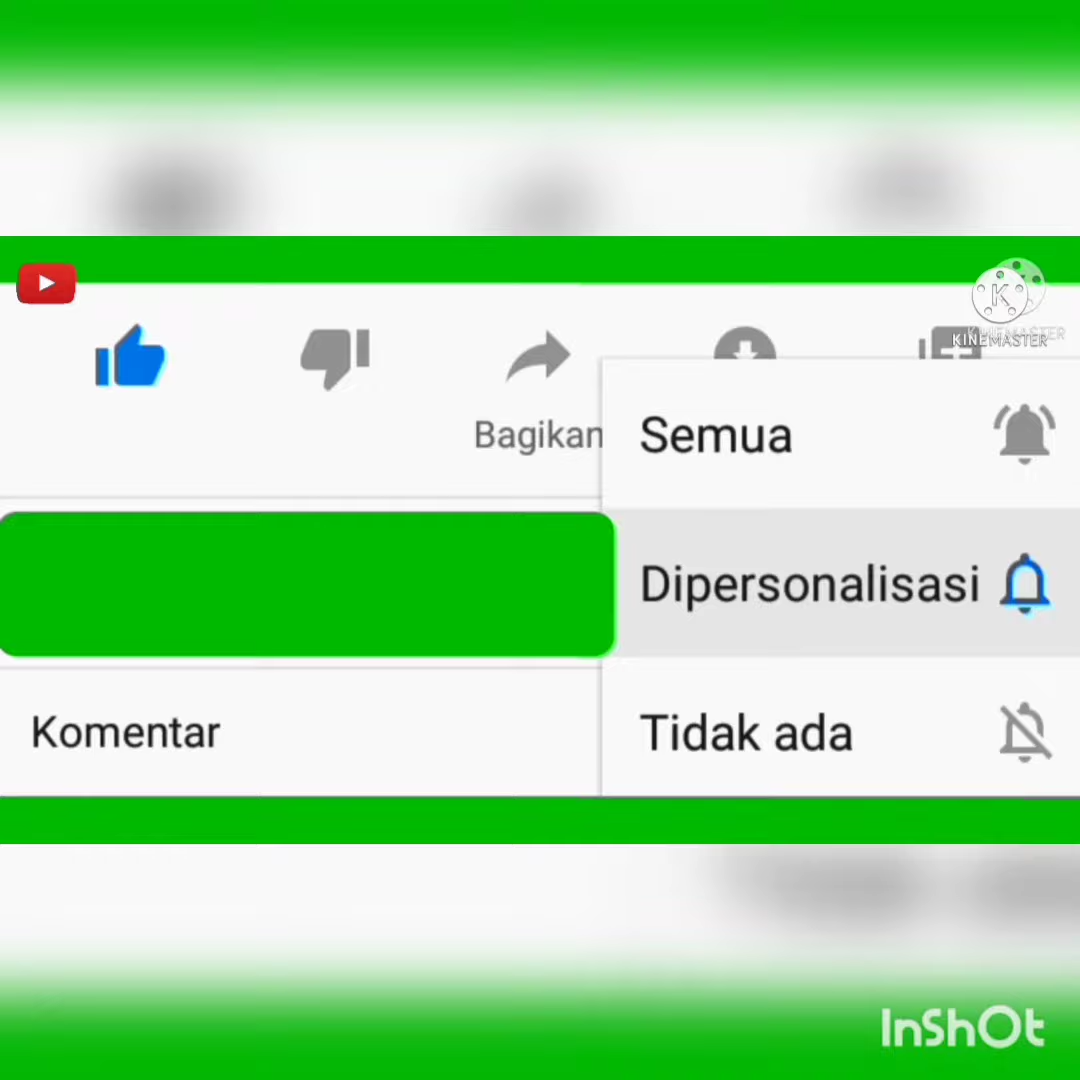 KINEMASTER
Bagikan
Semua
Dipersonalisasi
Komentar
Tidak ada
InShOt